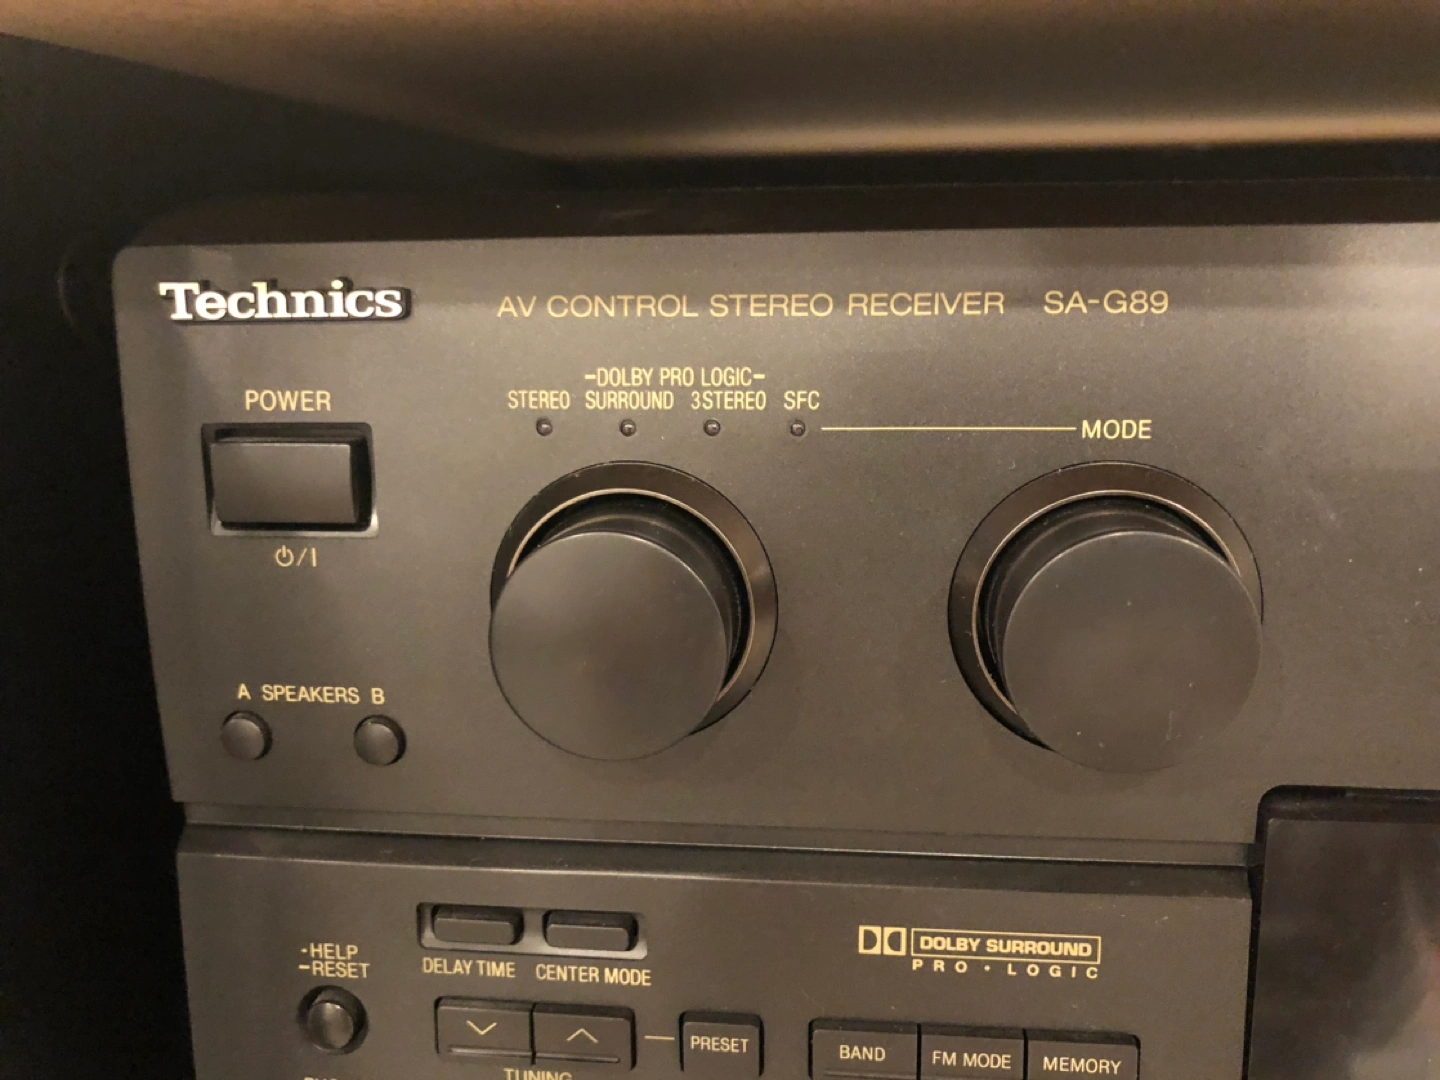 Technics AV CONTROL STEREO RECEIVER SA-G89
-DOLBY PRO LOGIC-
POWER STEREO SURROUND 3STEREO SFC
MODE
⏻/I
A SPEAKERS B
DOLBY SURROUND
PRO • LOGIC
•HELP
−RESET
DELAY TIME CENTER MODE
PRESET BAND FM MODE MEMORY
TUNING